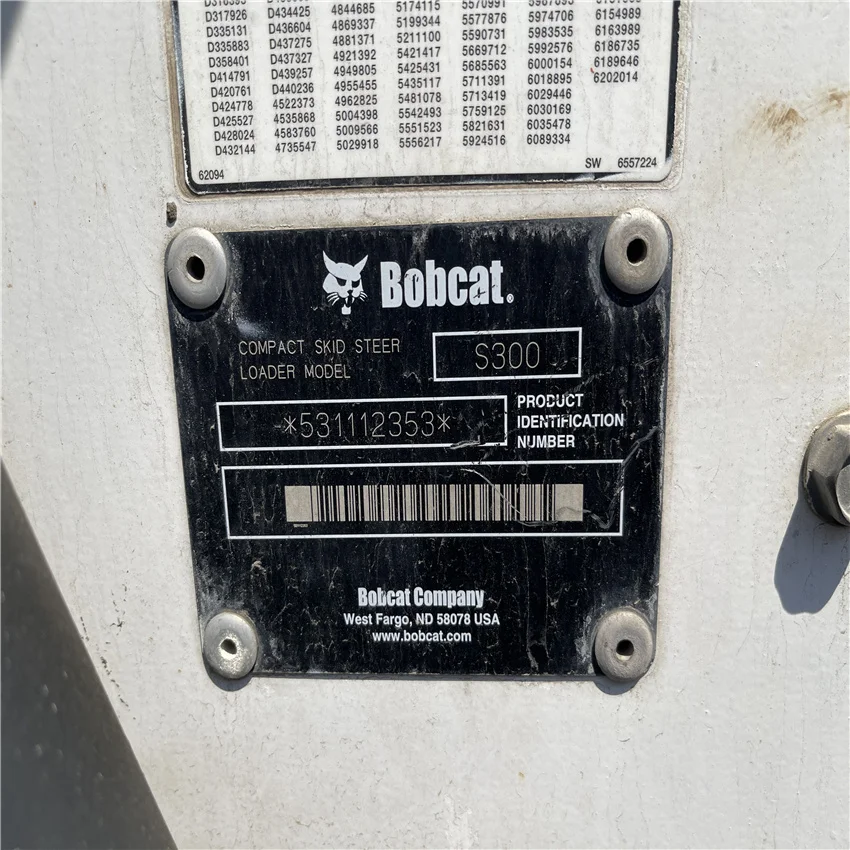 D317926 D434425 4844685 5174115 5570991
D335131 D436604 4869337 5199344 5577876 5974706 6154989
D335883 D437275 4881371 5211100 5590731 5983535 6163989
D358401 D437327 4921392 5421417 5669712 5992576 6186735
D414791 D439257 4949805 5425431 5685563 6000154 6189646
D420761 D440236 4955455 5435117 5711391 6018895 6202014
D424778 4522373 4962825 5481078 5713419 6029446
D425527 4535868 5004398 5542493 5759125 6030169
D428024 4583760 5009566 5551523 5821631 6035478
D432144 4735547 5029918 5556217 5924516 6089334
62094 SW 6557224
Bobcat®
COMPACT SKID STEER
LOADER MODEL
S300
*531112353*
PRODUCT
IDENTIFICATION
NUMBER
Bobcat Company
West Fargo, ND 58078 USA
www.bobcat.com